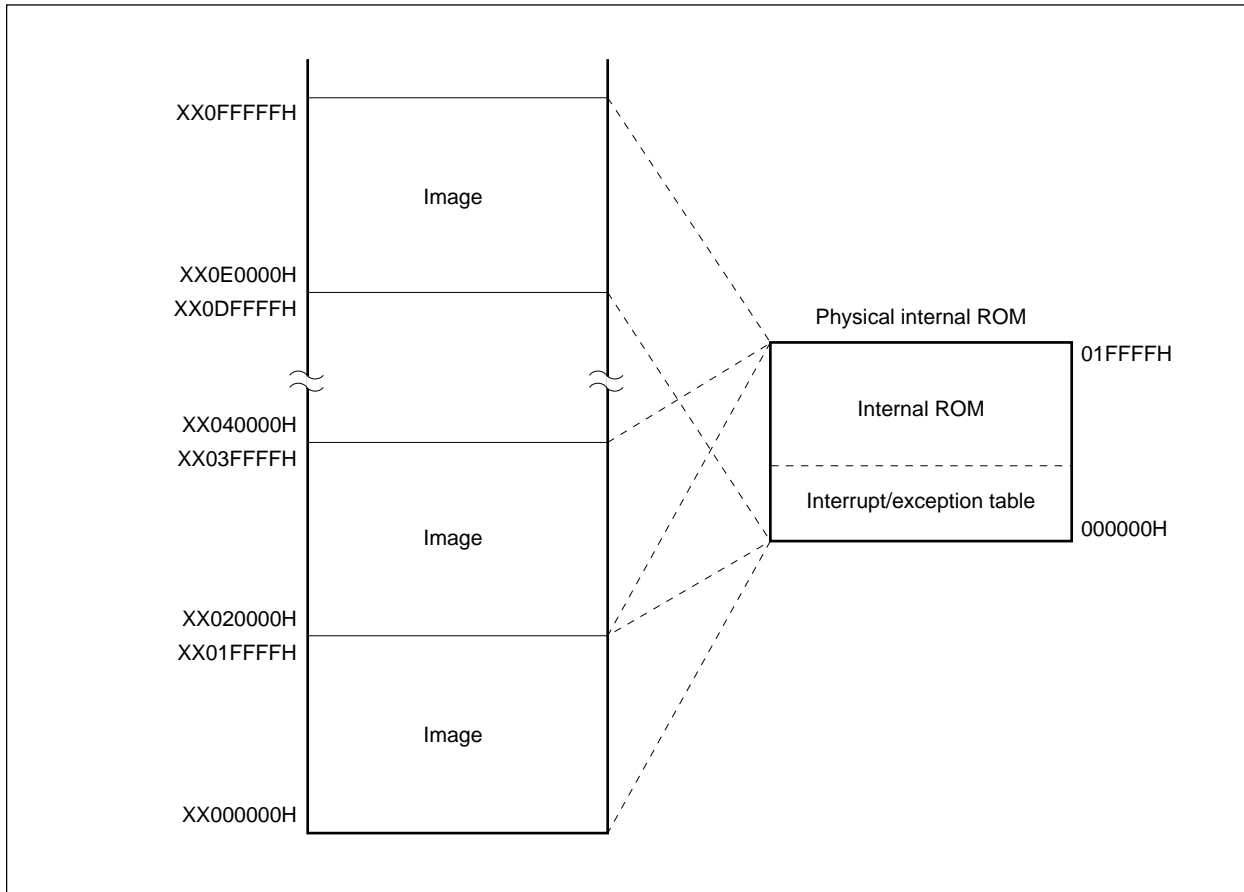 XX0FFFFFH
Image
XX0E0000H
XX0DFFFFH
Physical internal ROM
01FFFFH
Internal ROM
XX040000H
XX03FFFFH
Interrupt/exception table
000000H
Image
XX020000H
XX01FFFFH
Image
XX000000H